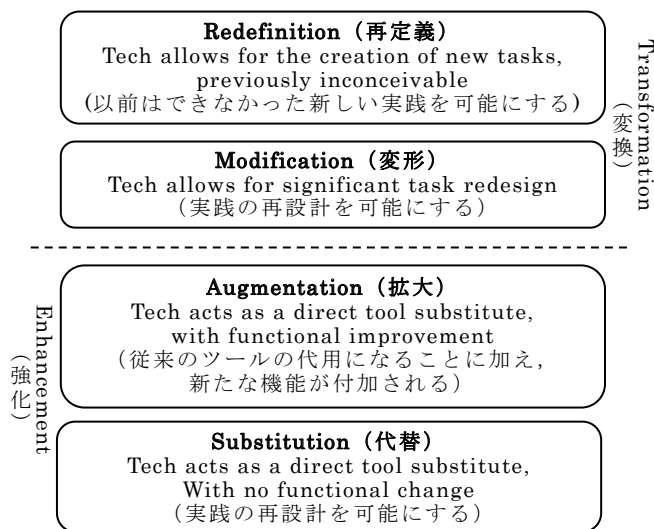 Redefinition（再定義）
Tech allows for the creation of new tasks,
previously inconceivable
(以前はできなかった新しい実践を可能にする)
Modification（変形）
Tech allows for significant task redesign
（実践の再設計を可能にする）
Transformation
（変換）
Augmentation（拡大）
Tech acts as a direct tool substitute,
with functional improvement
（従来のツールの代用になることに加え,
新たな機能が付加される）
Substitution（代替）
Tech acts as a direct tool substitute,
With no functional change
（実践の再設計を可能にする）
Enhancement
（強化）